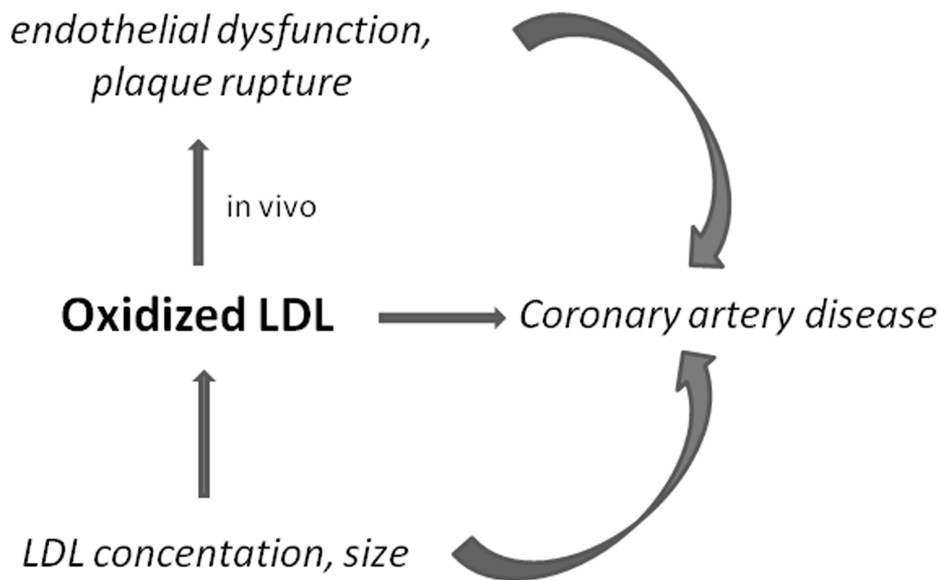 endothelial dysfunction,
plaque rupture
in vivo
Oxidized LDL
Coronary artery disease
LDL concentation, size